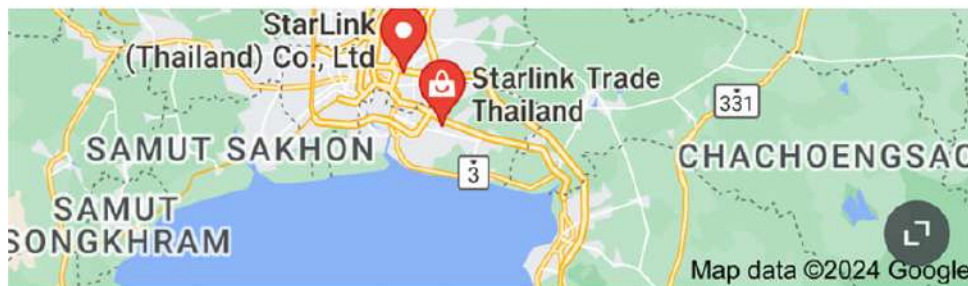 StarLink
(Thailand) Co., Ltd
Starlink Trade
Thailand
331
SAMUT SAKHON
CHACHOENGSAO
3
SAMUT
SONGKHRAM
Map data ©2024 Google